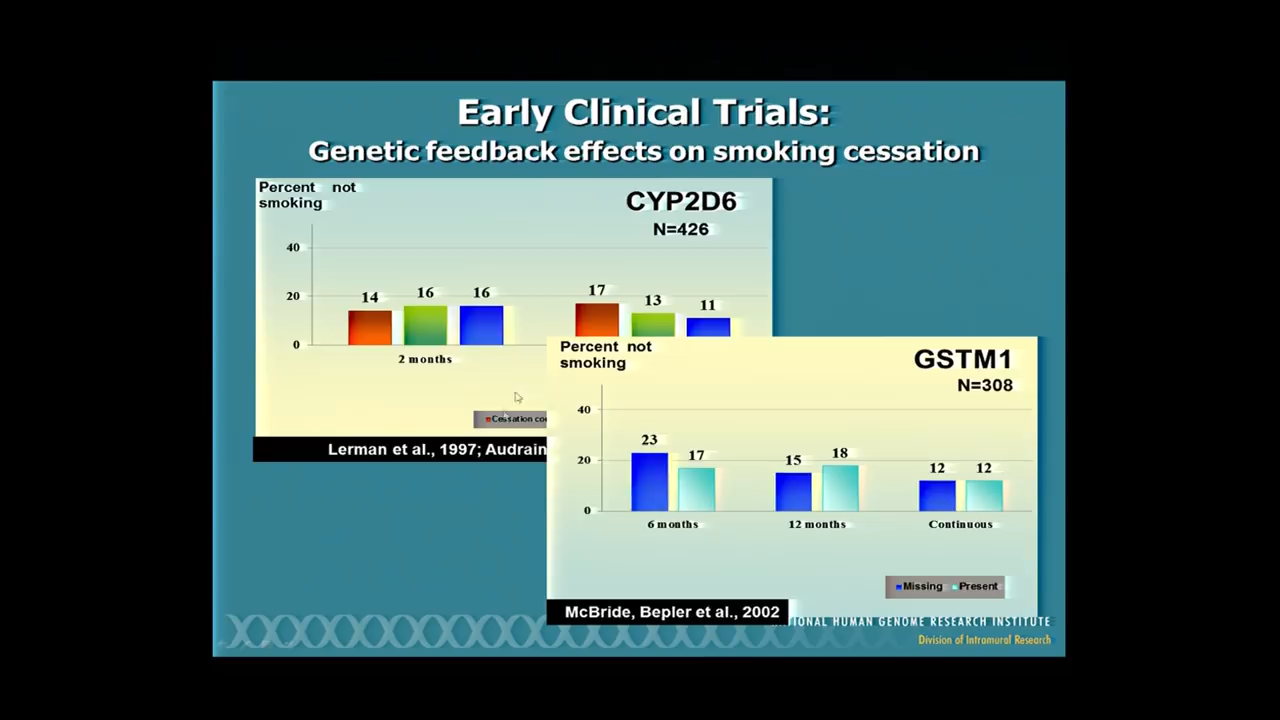 Early Clinical Trials:
Genetic feedback effects on smoking cessation
Percent not
smoking
CYP2D6
N=426
40
20
0
14
16
16
17
13
11
2 months
Cessation
Lerman et al., 1997; Audrain
Percent not
smoking
GSTM1
N=308
40
20
0
23
17
15
18
12
12
6 months
12 months
Continuous
Missing
Present
McBride, Bepler et al., 2002
HUMAN GENOME RESEARCH INSTITUTE
Division of Intramural Research